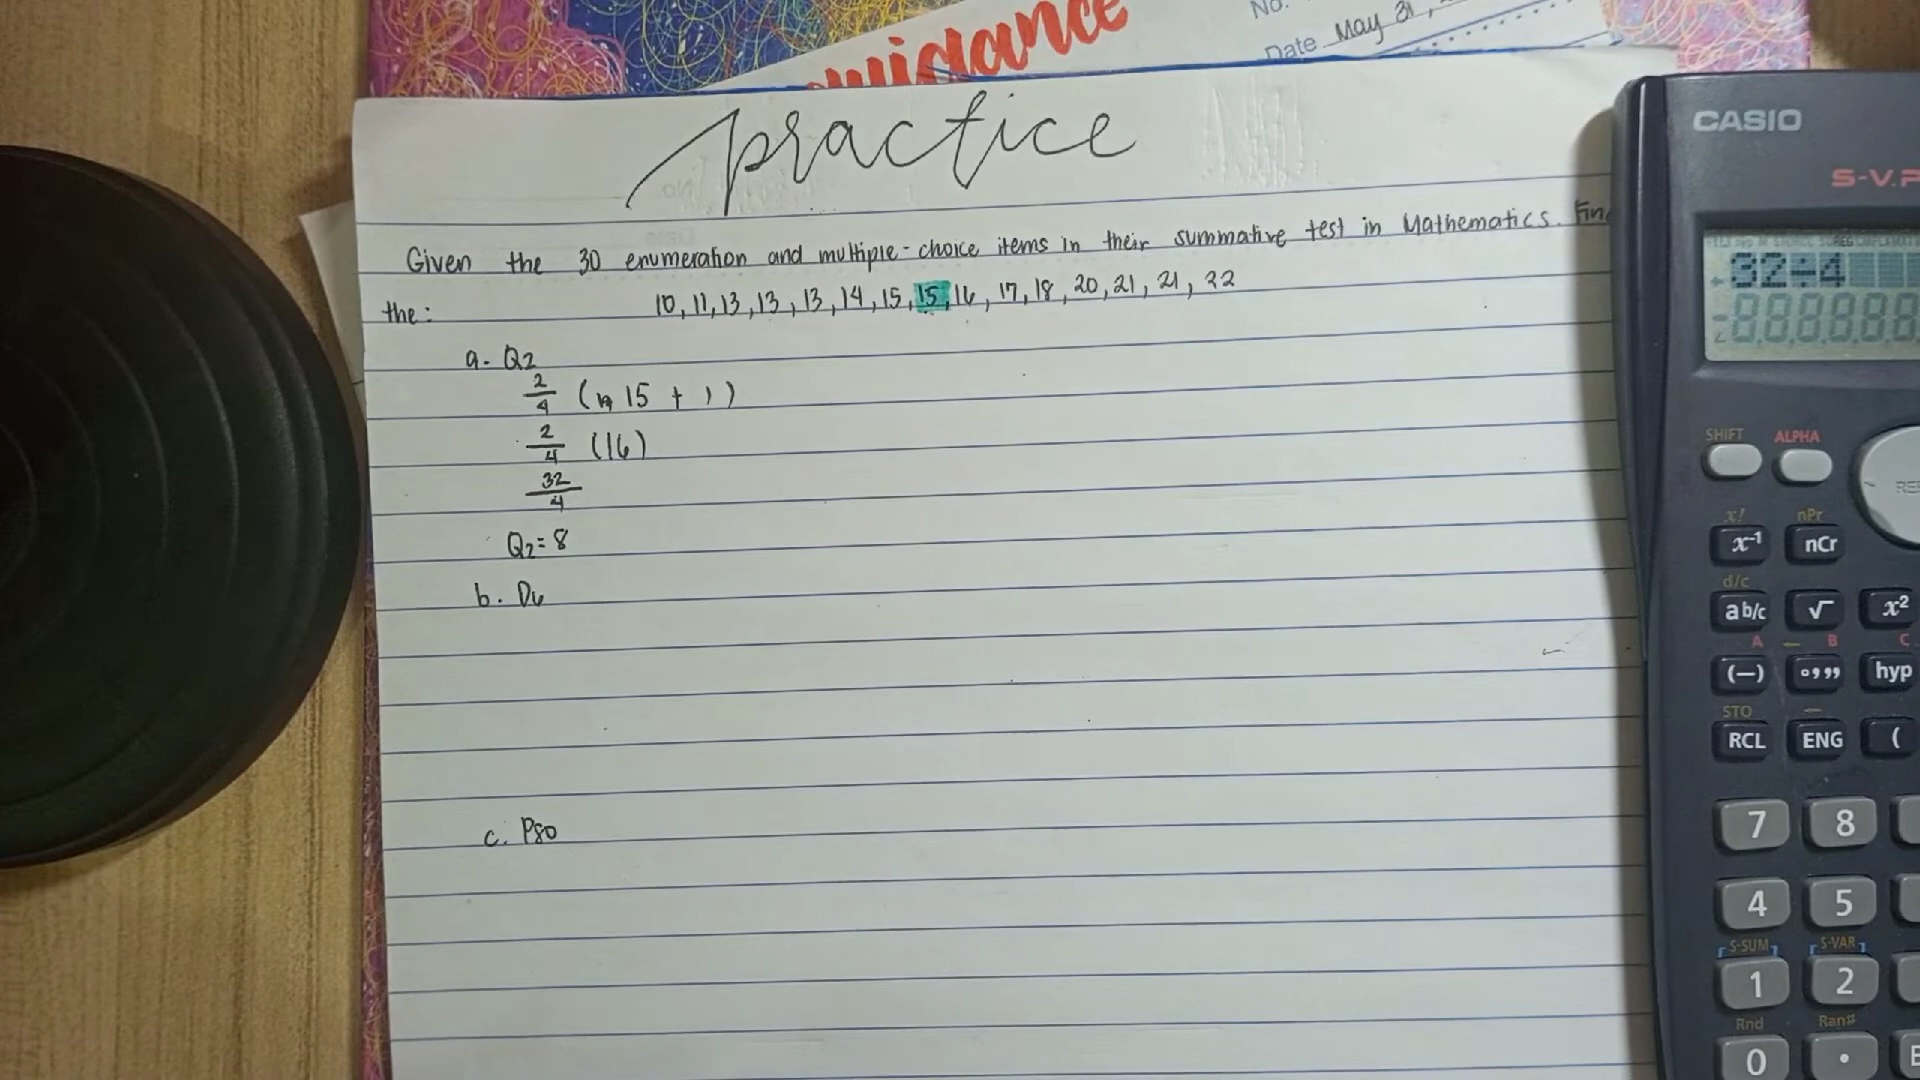 uidance
No.
Date May 31,
practice
Given the 30 enumeration and multiple-choice items in their summative test in Mathematics. Find
the: 10, 11, 13, 13, 13, 14, 15, 15, 16, 17, 18, 20, 21, 21, 22
a. Q2
2/4 (n 15 + 1)
2/4 (16)
32/4
Q2 = 8
b. D6
c. P80
CASIO
S-V.P
32÷4
SHIFT ALPHA
REP
x! nPr
x⁻¹ nCr
d/c
ab/c √ x²
A B C
(−) °,,, hyp
STO ←
RCL ENG (
7 8
4 5
S-SUM S-VAR
1 2
Rnd Ran#
0 · E